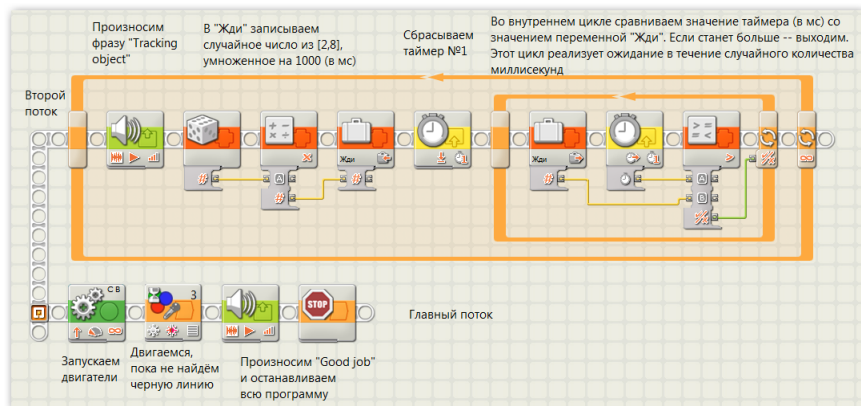 Произносим
фразу "Tracking
object"
В "Жди" записываем
случайное число из [2,8],
умноженное на 1000 (в мс)
Сбрасываем
таймер №1
Во внутреннем цикле сравниваем значение таймера (в мс) со
значением переменной "Жди". Если станет больше -- выходим.
Этот цикл реализует ожидание в течение случайного количества
миллисекунд
Второй
поток
Жди
Жди
A
B
C B
3
STOP
Главный поток
Запускаем
двигатели
Двигаемся,
пока не найдём
черную линию
Произносим "Good job"
и останавливаем
всю программу